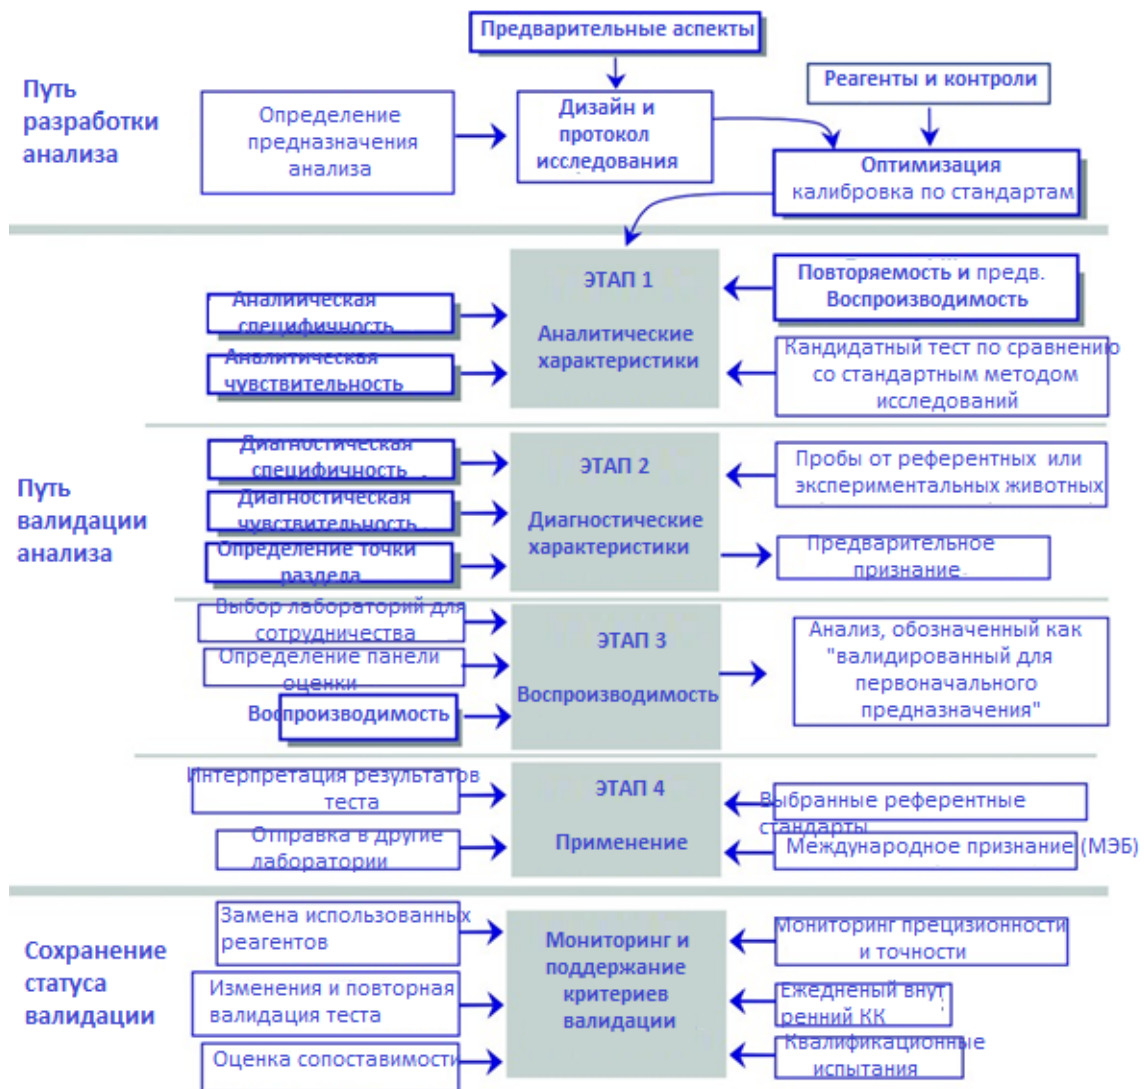 Предварительные аспекты
Путь
разработки
анализа
Определение
предназначения
анализа
Дизайн и
протокол
исследования
Реагенты и контроли
Оптимизация
калибровка по стандартам
Путь
валидации
анализа
ЭТАП 1
Аналитические
характеристики
Аналиическая
специфичность
Аналитическая
чувствительность
Повторяемость и предв.
Воспроизводимость
Кандидатный тест по сравнению
со стандартным методом
исследований
Диагностическая
специфичность
Диагностическая
чувствительность
Определение точки
раздела
ЭТАП 2
Диагностические
характеристики
Пробы от референтных или
экспериментальных животных
Предварительное
признание
Выбор лабораторий для
сотрудничества
Определение панели
оценки
Воспроизводимость
ЭТАП 3
Воспроизводимость
Анализ, обозначенный как
"валидированный для
первоначального
предназначения"
Интерпретация результатов
теста
Отправка в другие
лаборатории
ЭТАП 4
Применение
Выбранные референтные
стандарты
Международное признание (МЭБ)
Сохранение
статуса
валидации
Замена использованных
реагентов
Изменения и повторная
валидация теста
Оценка сопоставимости
Мониторинг и
поддержание
критериев
валидации
Мониторинг прецизионности
и точности
Ежедненый внут
ренний КК
Квалификационные
испытания